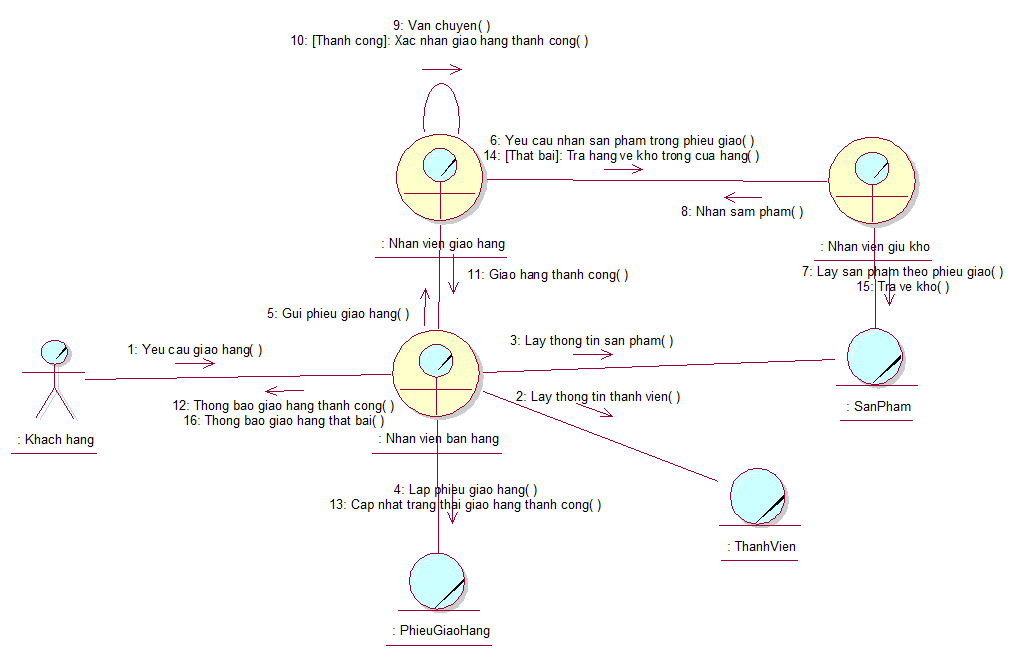 9: Van chuyen( )
10: [Thanh cong]: Xac nhan giao hang thanh cong( )
6: Yeu cau nhan san pham trong phieu giao( )
14: [That bai]: Tra hang ve kho trong cua hang( )
8: Nhan sam pham( )
: Nhan vien giao hang
: Nhan vien giu kho
11: Giao hang thanh cong( )
7: Lay san pham theo phieu giao( )
15: Tra ve kho( )
5: Gui phieu giao hang( )
1: Yeu cau giao hang( )
3: Lay thong tin san pham( )
2: Lay thong tin thanh vien( )
12: Thong bao giao hang thanh cong( )
16: Thong bao giao hang that bai( )
: SanPham
: Khach hang
: Nhan vien ban hang
4: Lap phieu giao hang( )
13: Cap nhat trang thai giao hang thanh cong( )
: ThanhVien
: PhieuGiaoHang